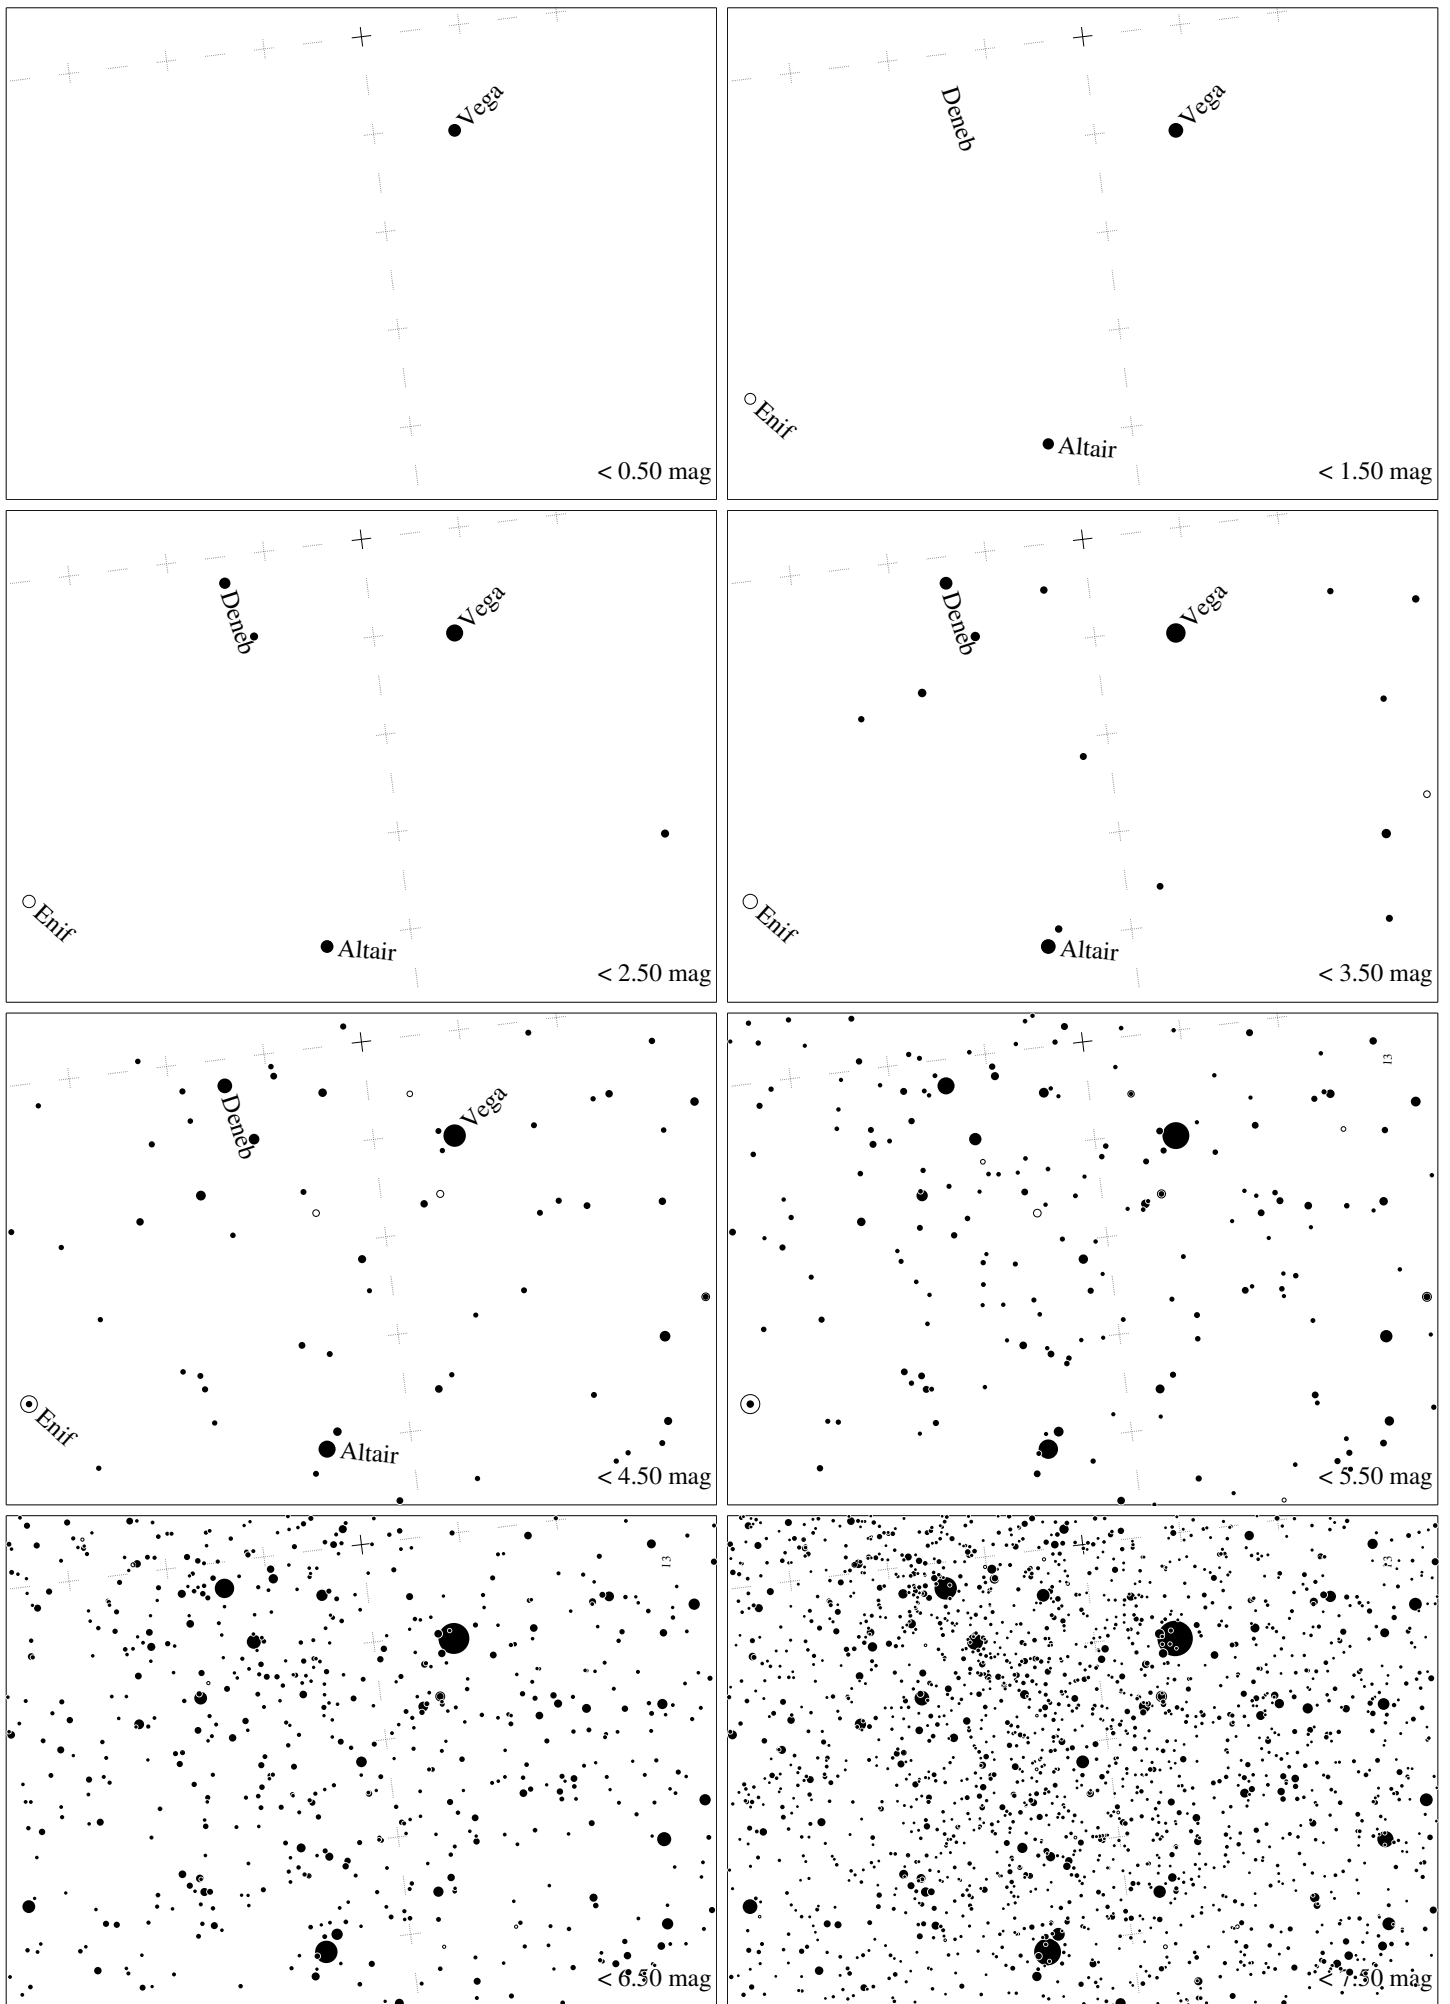 Vega
< 0.50 mag
Deneb
Vega
Enif
Altair
< 1.50 mag
Deneb
Vega
Enif
Altair
< 2.50 mag
Deneb
Vega
Enif
Altair
< 3.50 mag
Deneb
Vega
Enif
Altair
< 4.50 mag
13
< 5.50 mag
13
< 6.50 mag
13
< 7.50 mag